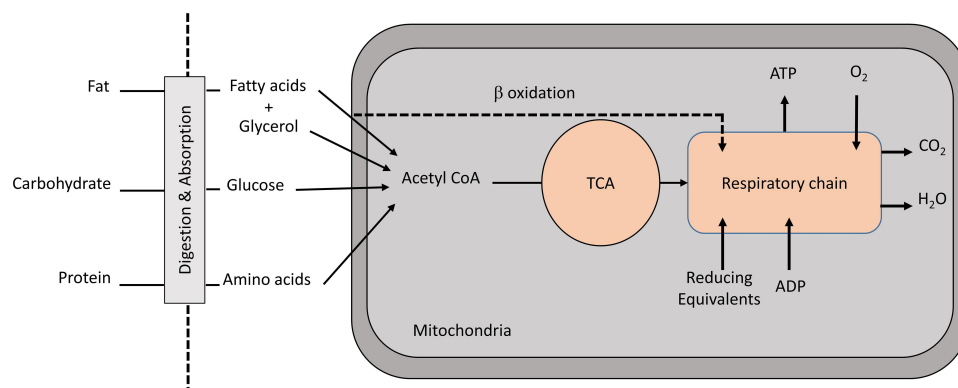 Fat
Carbohydrate
Protein
Digestion & Absorption
Fatty acids
+
Glycerol
Glucose
Amino acids
β oxidation
Acetyl CoA
TCA
Respiratory chain
ATP
O₂
CO₂
H₂O
Reducing
Equivalents
ADP
Mitochondria